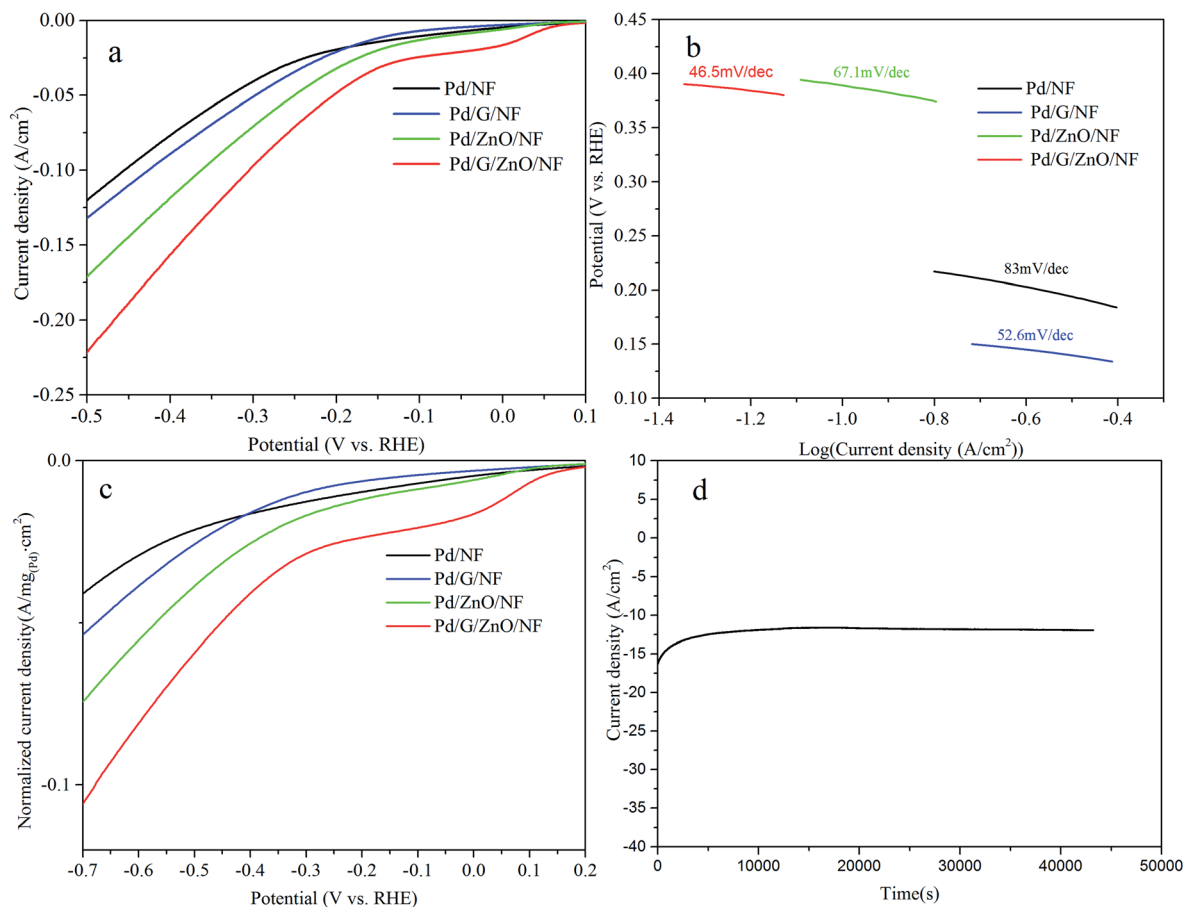 a
0.00
-0.05
-0.10
-0.15
-0.20
-0.25
Current density (A/cm²)
Pd/NF
Pd/G/NF
Pd/ZnO/NF
Pd/G/ZnO/NF
-0.5 -0.4 -0.3 -0.2 -0.1 0.0 0.1
Potential (V vs. RHE)
b
0.45
0.40
0.35
0.30
0.25
0.20
0.15
0.10
Potential (V vs. RHE)
46.5mV/dec
67.1mV/dec
Pd/NF
Pd/G/NF
Pd/ZnO/NF
Pd/G/ZnO/NF
83mV/dec
52.6mV/dec
-1.4 -1.2 -1.0 -0.8 -0.6 -0.4
Log(Current density (A/cm²))
c
0.0
-0.1
Normalized current density(A/mg(Pd)·cm²)
Pd/NF
Pd/G/NF
Pd/ZnO/NF
Pd/G/ZnO/NF
-0.7 -0.6 -0.5 -0.4 -0.3 -0.2 -0.1 0.0 0.1 0.2
Potential (V vs. RHE)
d
10
5
0
-5
-10
-15
-20
-25
-30
-35
-40
Current density (A/cm²)
0 10000 20000 30000 40000 50000
Time(s)